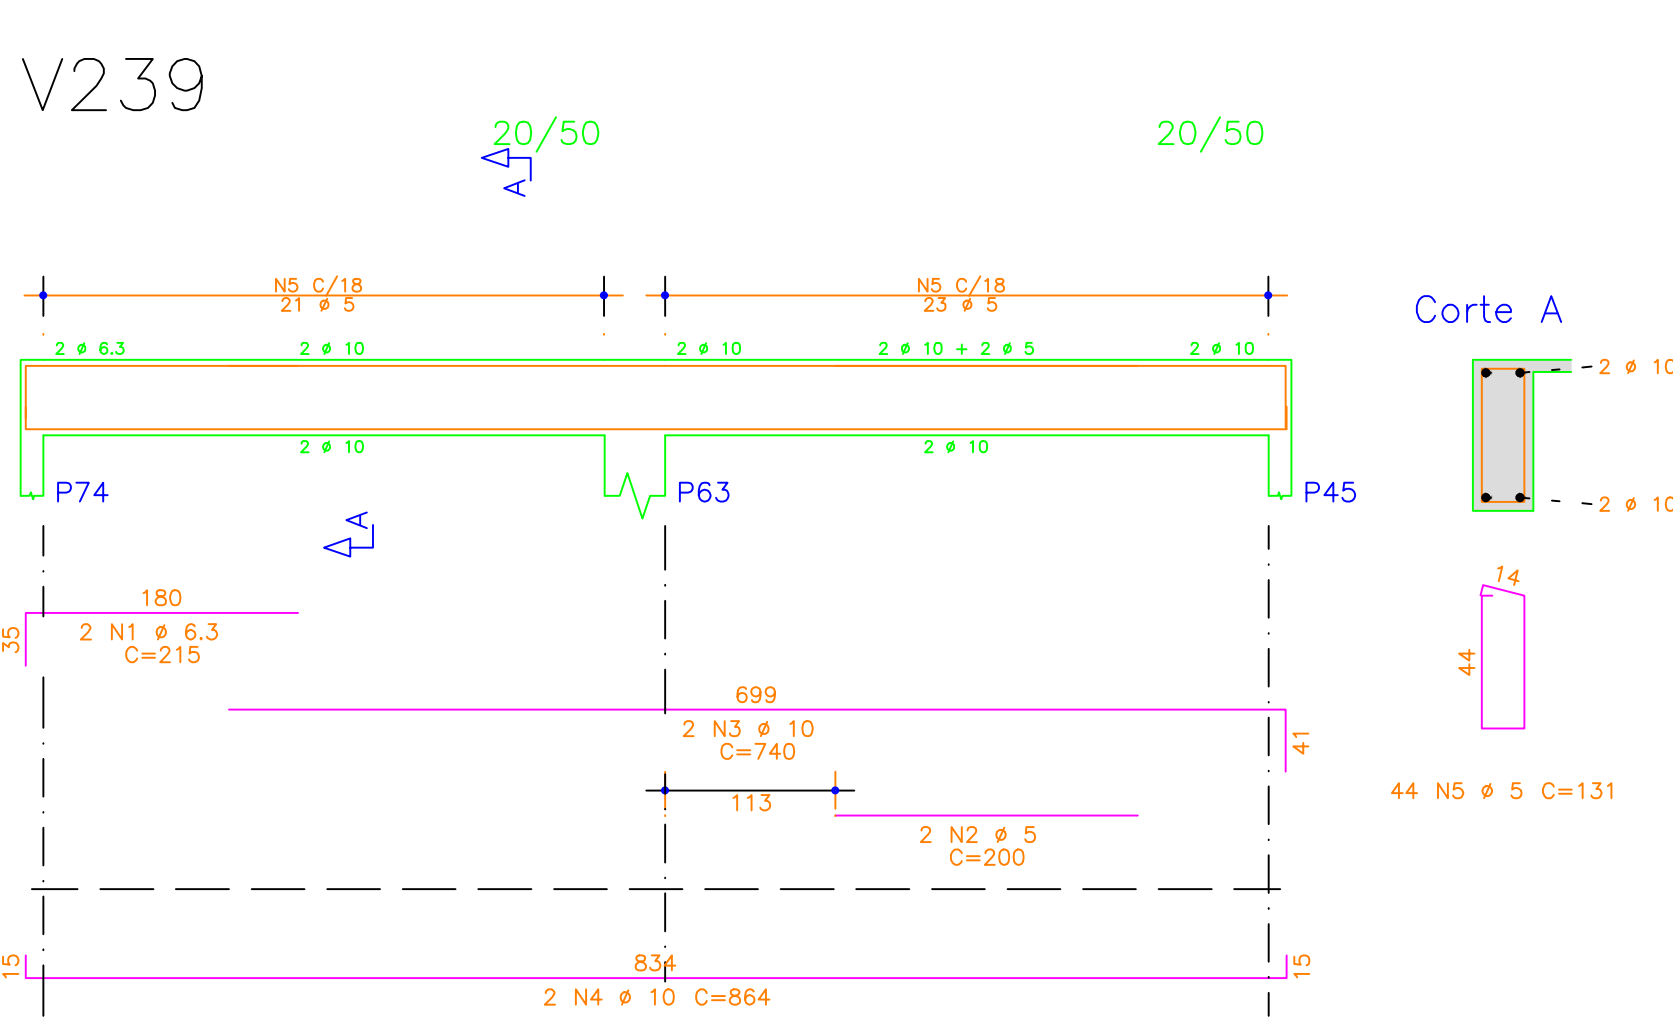 V239
20/50
20/50
A
N5 C/18
21 ø 5
N5 C/18
23 ø 5
Corte A
2 ø 6.3
2 ø 10
2 ø 10
2 ø 10 + 2 ø 5
2 ø 10
2 ø 10
2 ø 10
2 ø 10
P74
P63
P45
2 ø 10
A
14
180
35
2 N1 ø 6.3
C=215
44
699
2 N3 ø 10
C=740
41
44 N5 ø 5 C=131
113
2 N2 ø 5
C=200
15
834
15
2 N4 ø 10 C=864